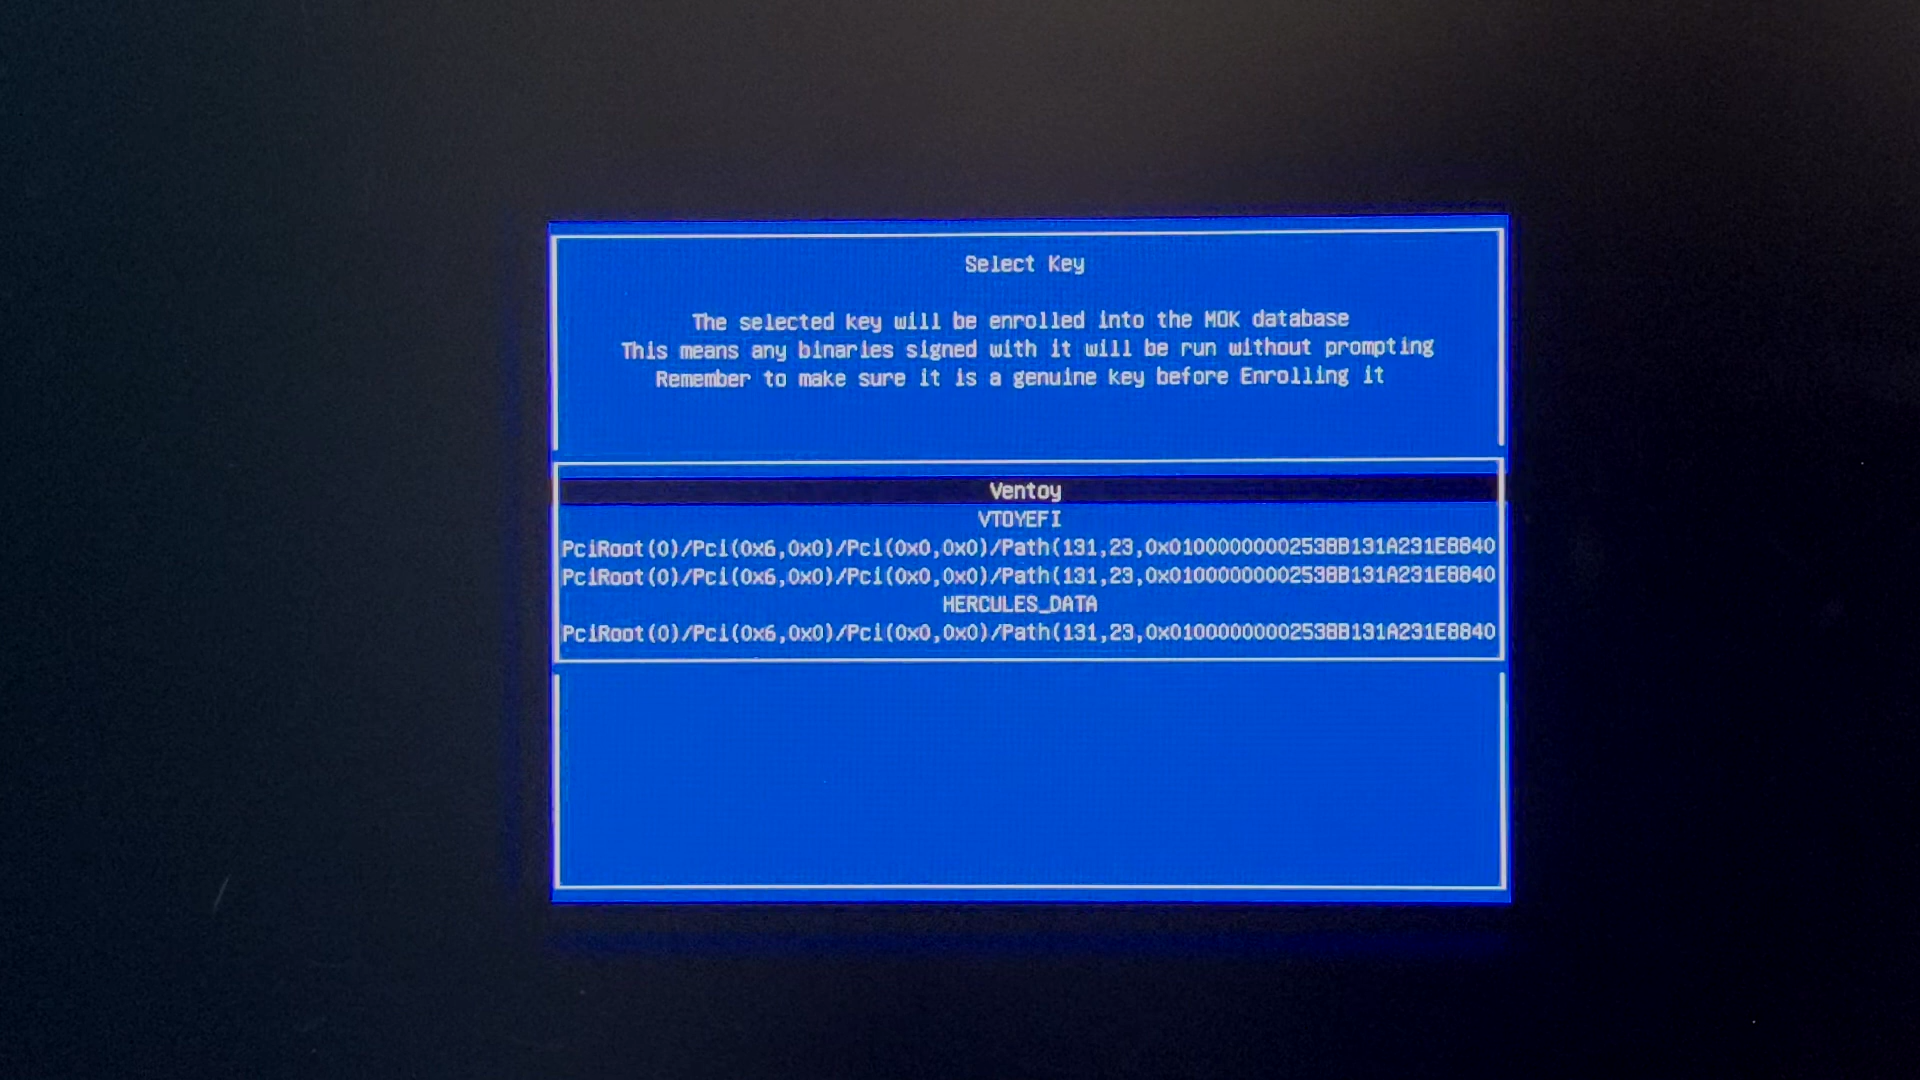 Select Key
The selected key will be enrolled into the MOK database
This means any binaries signed with it will be run without prompting
Remember to make sure it is a genuine key before Enrolling it
Ventoy
VTOYEFI
PciRoot(0)/Pci(0x6,0x0)/Pci(0x0,0x0)/Path(131,23,0x01000000002538B131A231E8840
PciRoot(0)/Pci(0x6,0x0)/Pci(0x0,0x0)/Path(131,23,0x01000000002538B131A231E8840
HERCULES_DATA
PciRoot(0)/Pci(0x6,0x0)/Pci(0x0,0x0)/Path(131,23,0x01000000002538B131A231E8840